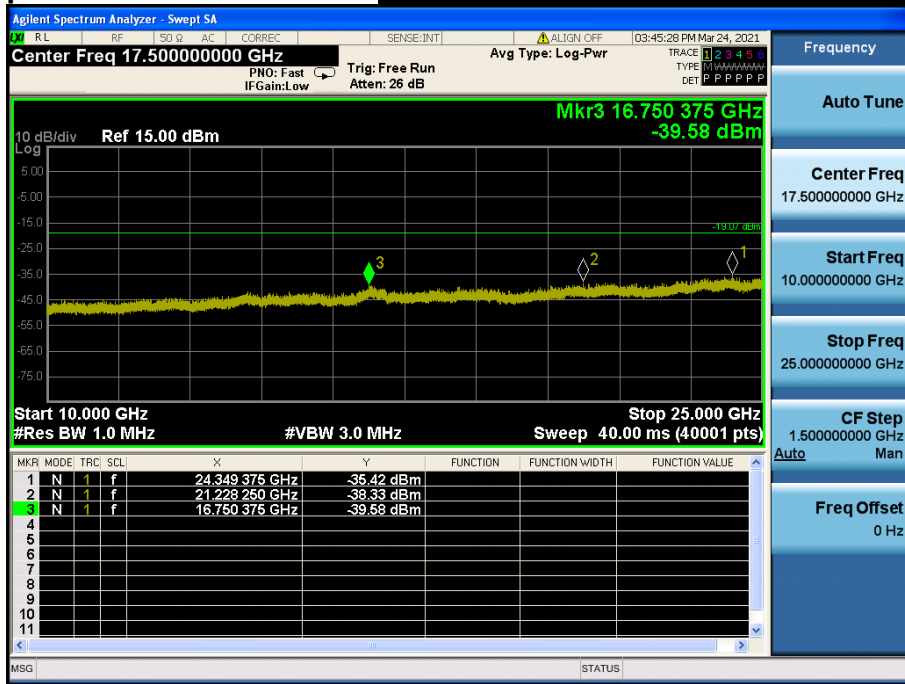 Agilent Spectrum Analyzer - Swept SA
LXI RL RF 50 Ω AC CORREC SENSE:INT ALIGN OFF 03:45:28 PM Mar 24, 2021
Center Freq 17.500000000 GHz
PNO: Fast
IFGain:Low
Trig: Free Run
Atten: 26 dB
Avg Type: Log-Pwr
TRACE 1 2 3 4 5 6
TYPE M WWWWW
DET P P P P P P
Mkr3 16.750 375 GHz
-39.58 dBm
10 dB/div Ref 15.00 dBm
Log
5.00
-5.00
-15.0
-19.07 dBm
-25.0
-35.0
-45.0
-55.0
-65.0
-75.0
3
2
1
Start 10.000 GHz Stop 25.000 GHz
#Res BW 1.0 MHz #VBW 3.0 MHz Sweep 40.00 ms (40001 pts)
MKR MODE TRC SCL X Y FUNCTION FUNCTION WIDTH FUNCTION VALUE
1 N 1 f 24.349 375 GHz -35.42 dBm
2 N 1 f 21.228 250 GHz -38.33 dBm
3 N 1 f 16.750 375 GHz -39.58 dBm
4
5
6
7
8
9
10
11
MSG STATUS
Frequency
Auto Tune
Center Freq
17.500000000 GHz
Start Freq
10.000000000 GHz
Stop Freq
25.000000000 GHz
CF Step
1.500000000 GHz
Auto Man
Freq Offset
0 Hz